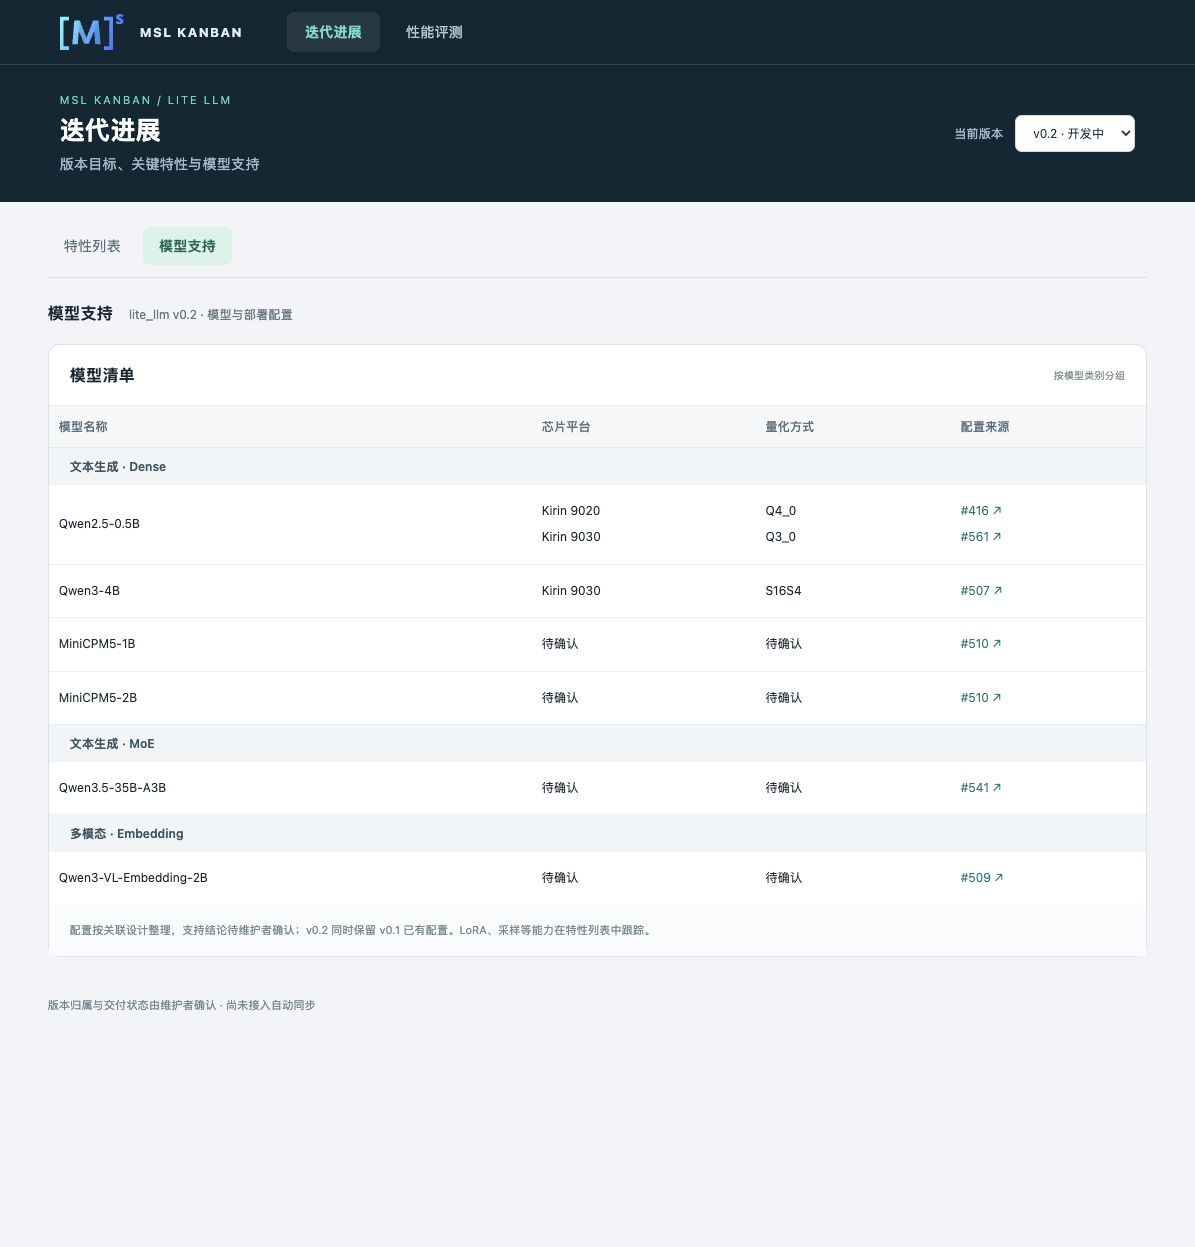 [M]s MSL KANBAN 迭代进展 性能评测
MSL KANBAN / LITE LLM
迭代进展
版本目标、关键特性与模型支持
当前版本 v0.2 · 开发中
特性列表 模型支持
模型支持 lite_llm v0.2 · 模型与部署配置
模型清单 按模型类别分组
模型名称 芯片平台 量化方式 配置来源
文本生成 · Dense
Qwen2.5-0.5B
Kirin 9020 Q4_0 #416 ↗
Kirin 9030 Q3_0 #561 ↗
Qwen3-4B Kirin 9030 S16S4 #507 ↗
MiniCPM5-1B 待确认 待确认 #510 ↗
MiniCPM5-2B 待确认 待确认 #510 ↗
文本生成 · MoE
Qwen3.5-35B-A3B 待确认 待确认 #541 ↗
多模态 · Embedding
Qwen3-VL-Embedding-2B 待确认 待确认 #509 ↗
配置按关联设计整理，支持结论待维护者确认；v0.2 同时保留 v0.1 已有配置。LoRA、采样等能力在特性列表中跟踪。
版本归属与交付状态由维护者确认 · 尚未接入自动同步